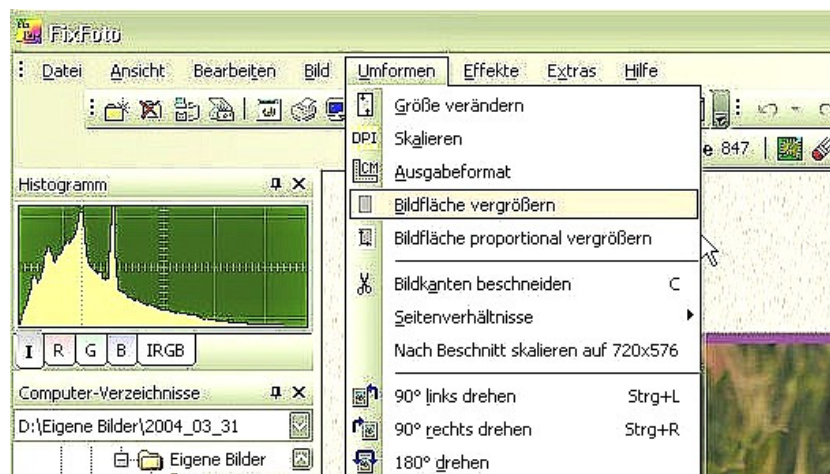 FixFoto
Datei Ansicht Bearbeiten Bild Umformen Effekte Extras Hilfe
Größe verändern
DPI Skalieren
e 847
CM Ausgabeformat
Histogramm
Bildfläche vergrößern
Bildfläche proportional vergrößern
Bildkanten beschneiden C
Seitenverhältnisse
I R G B IRGB
Nach Beschnitt skalieren auf 720x576
Computer-Verzeichnisse
90° links drehen Strg+L
D:\Eigene Bilder\2004_03_31
90° rechts drehen Strg+R
Eigene Bilder
180° drehen